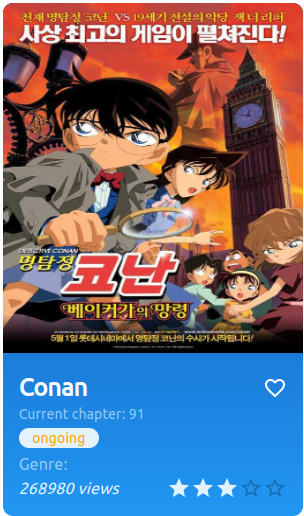 천재 명탐정 코난 VS 19세기 전설의 악당 '잭 더 리퍼'
사상 최고의 게임이 펼쳐진다!
DETECTIVE CONAN
명탐정 코난
베이커가의 망령
5월 1일 롯데시네마에서 명탐정 코난의 수사가 시작됩니다!
Conan
Current chapter: 91
ongoing
Genre:
268980 views